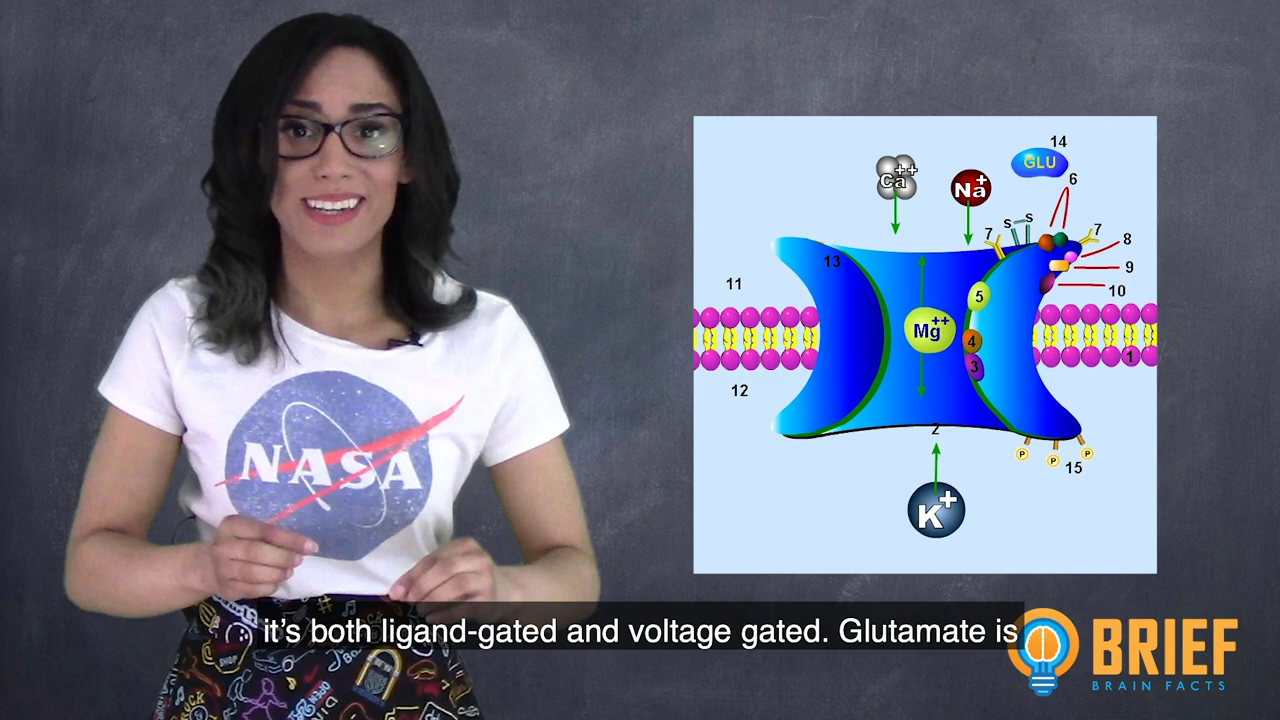 14
GLU
6
Ca++
Na+
7
S
S
7
8
9
10
13
11
5
Mg++
4
3
1
12
2
P
P
P
15
K+
NASA
SHOP
it’s both ligand-gated and voltage gated. Glutamate is
BRIEF
BRAIN FACTS